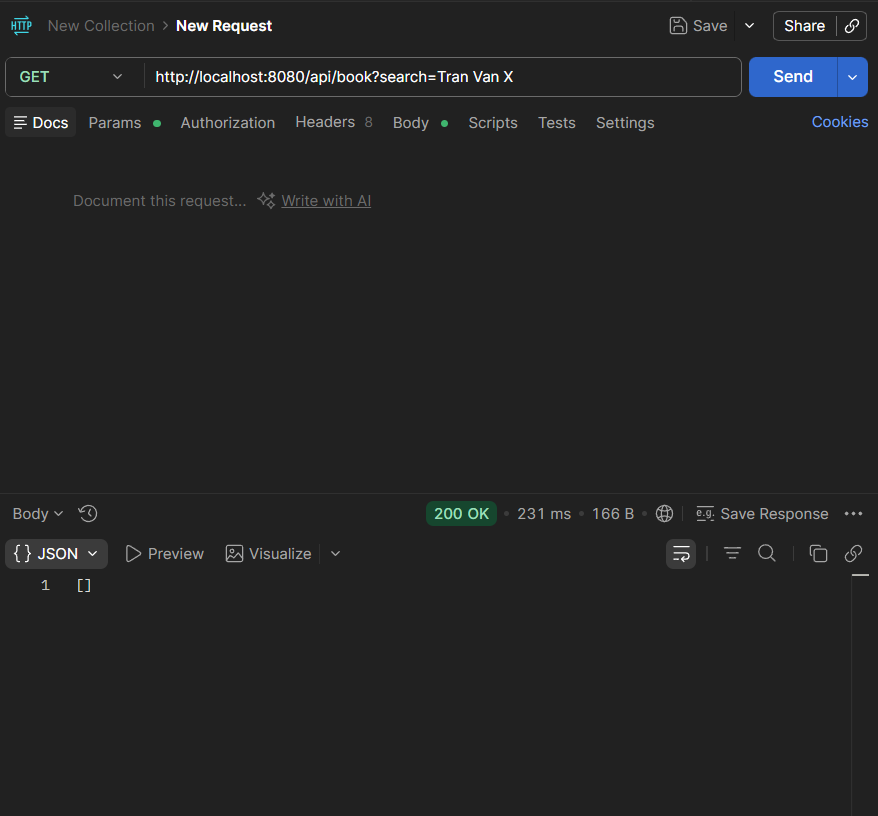 HTTP New Collection > New Request Save Share
GET http://localhost:8080/api/book?search=Tran Van X Send
Docs Params Authorization Headers 8 Body Scripts Tests Settings Cookies
Document this request... Write with AI
Body 200 OK 231 ms 166 B e.g. Save Response
{} JSON Preview Visualize
1 []